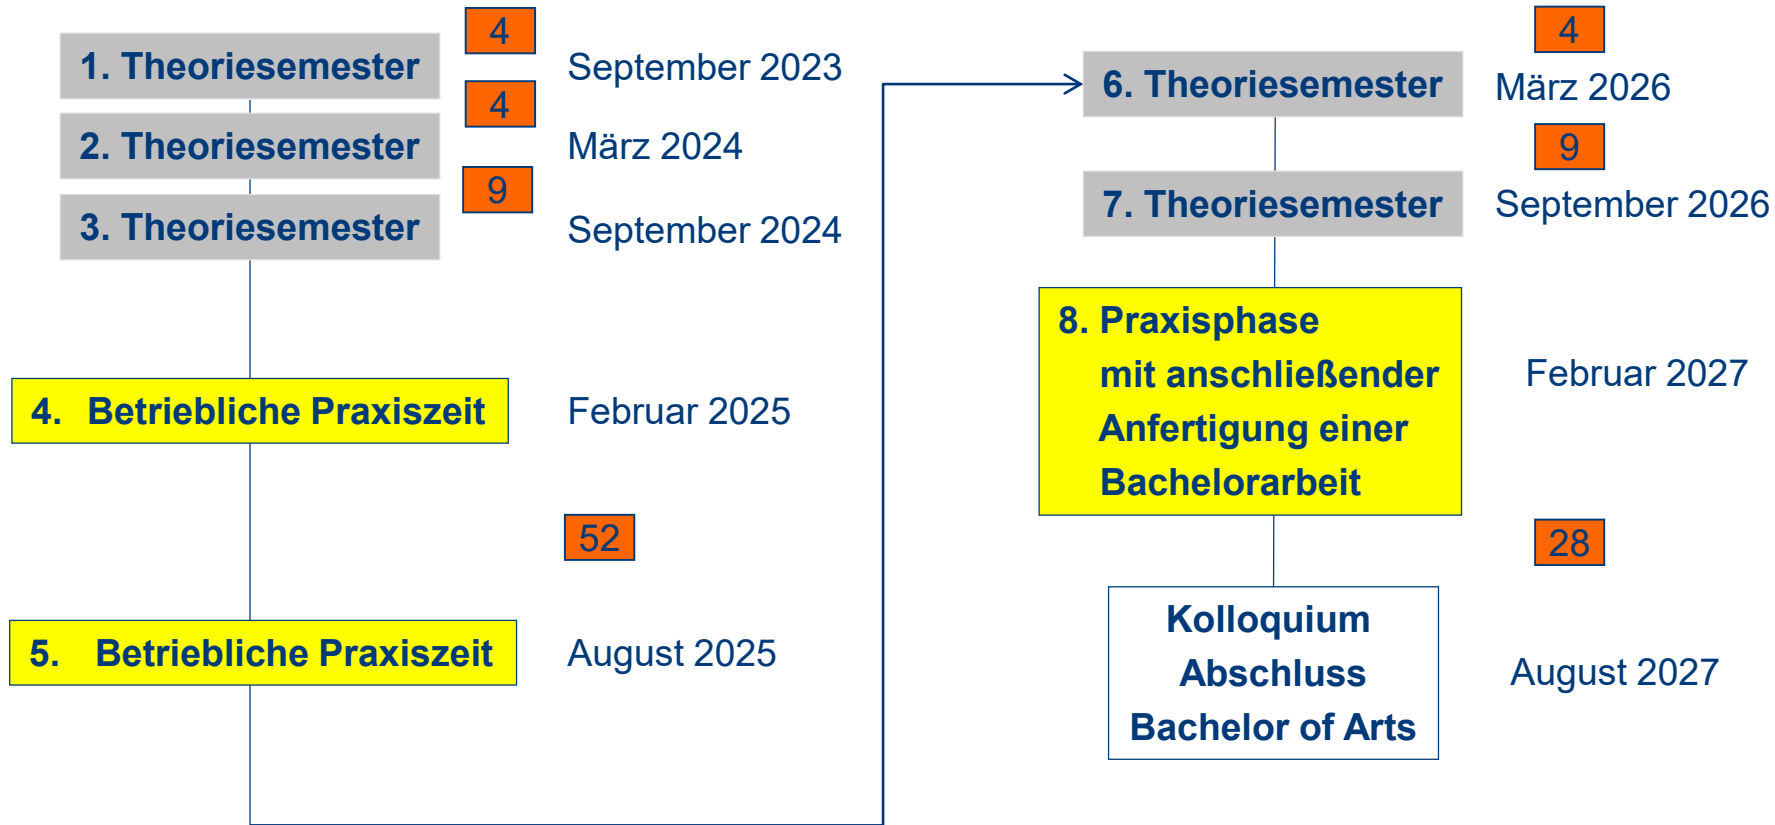 4
1. Theoriesemester
September 2023
4
2. Theoriesemester
März 2024
9
3. Theoriesemester
September 2024
4. Betriebliche Praxiszeit
Februar 2025
52
5. Betriebliche Praxiszeit
August 2025
4
6. Theoriesemester
März 2026
9
7. Theoriesemester
September 2026
8. Praxisphase
mit anschließender
Anfertigung einer
Bachelorarbeit
Februar 2027
28
Kolloquium
Abschluss
Bachelor of Arts
August 2027